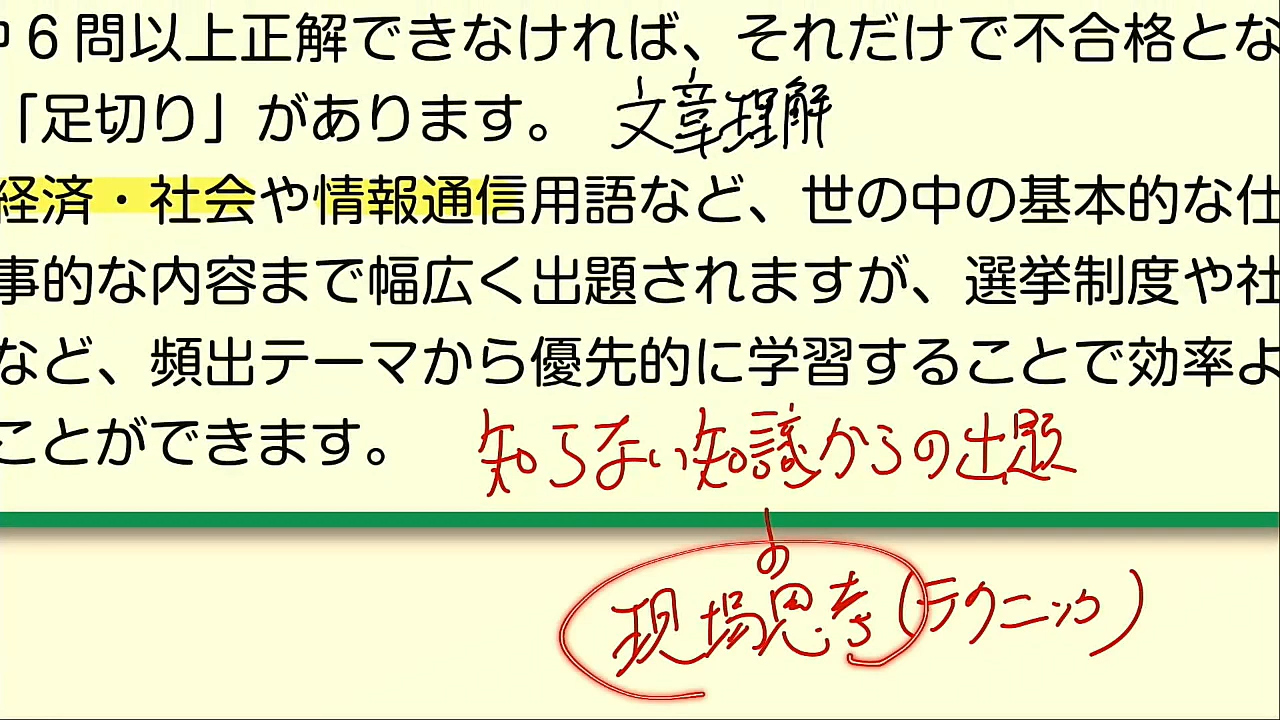 中６問以上正解できなければ、それだけで不合格とな
「足切り」があります。 文章理解
経済・社会や情報通信用語など、世の中の基本的な仕
事的な内容まで幅広く出題されますが、選挙制度や社
など、頻出テーマから優先的に学習することで効率よ
ことができます。 知らない知識からの出題
の
現場思考(テクニック)